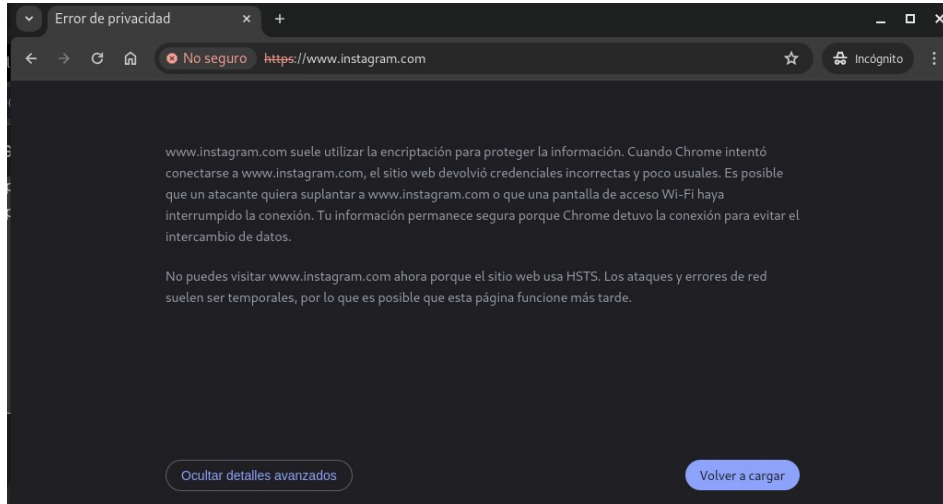 Error de privacidad
No seguro https://www.instagram.com
Incógnito
www.instagram.com suele utilizar la encriptación para proteger la información. Cuando Chrome intentó
conectarse a www.instagram.com, el sitio web devolvió credenciales incorrectas y poco usuales. Es posible
que un atacante quiera suplantar a www.instagram.com o que una pantalla de acceso Wi-Fi haya
interrumpido la conexión. Tu información permanece segura porque Chrome detuvo la conexión para evitar el
intercambio de datos.
No puedes visitar www.instagram.com ahora porque el sitio web usa HSTS. Los ataques y errores de red
suelen ser temporales, por lo que es posible que esta página funcione más tarde.
Ocultar detalles avanzados
Volver a cargar